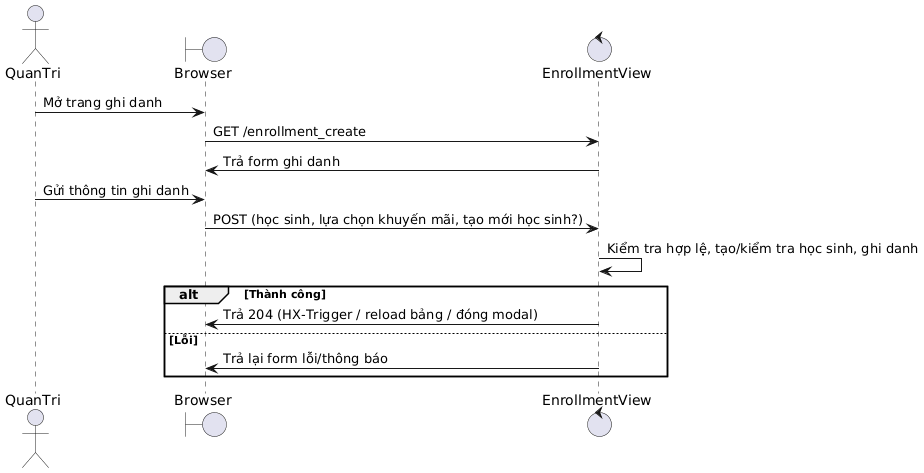 QuanTri
Browser
EnrollmentView
Mở trang ghi danh
GET /enrollment_create
Trả form ghi danh
Gửi thông tin ghi danh
POST (học sinh, lựa chọn khuyến mãi, tạo mới học sinh?)
Kiểm tra hợp lệ, tạo/kiểm tra học sinh, ghi danh
alt [Thành công]
Trả 204 (HX-Trigger / reload bảng / đóng modal)
[Lỗi]
Trả lại form lỗi/thông báo
QuanTri
Browser
EnrollmentView